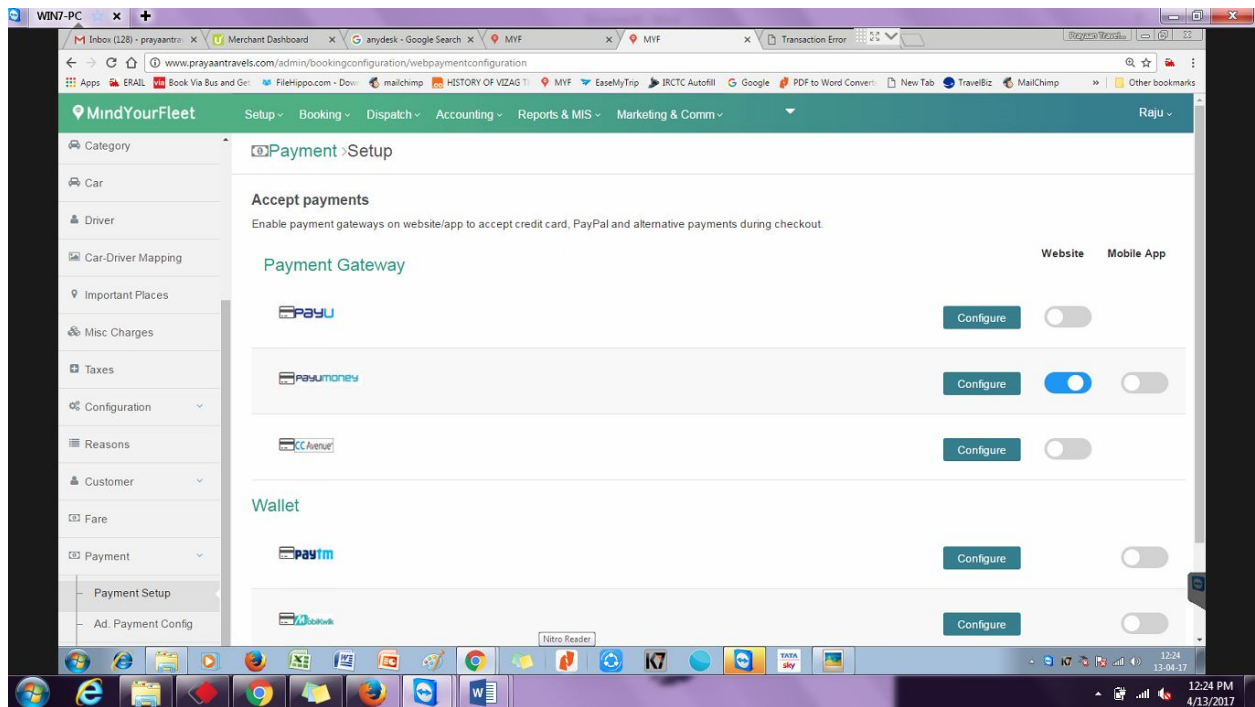 WIN7-PC
Inbox (128) - prayaantra
Merchant Dashboard
anydesk - Google Search
MYF
MYF
Transaction Error
www.prayaantravels.com/admin/bookingconfiguration/webpaymentconfiguration
Apps ERAIL Book Via Bus and Get FileHippo.com - Dow mailchimp HISTORY OF VIZAG T MYF EaseMyTrip IRCTC Autofill Google PDF to Word Convert New Tab TravelBiz MailChimp » Other bookmarks
MindYourFleet Setup Booking Dispatch Accounting Reports & MIS Marketing & Comm Raju
Category
Payment >Setup
Car
Accept payments
Driver
Enable payment gateways on website/app to accept credit card, PayPal and alternative payments during checkout.
Car-Driver Mapping
Payment Gateway
Website Mobile App
Important Places
PayU Configure
Misc Charges
Taxes
PayUmoney Configure
Configuration
Reasons
CCAvenue Configure
Customer
Wallet
Fare
Payment
Paytm Configure
Payment Setup
Ad. Payment Config
MobiKwik Configure
Nitro Reader
K7
TATA
sky
12:24
13-04-17
12:24 PM
4/13/2017